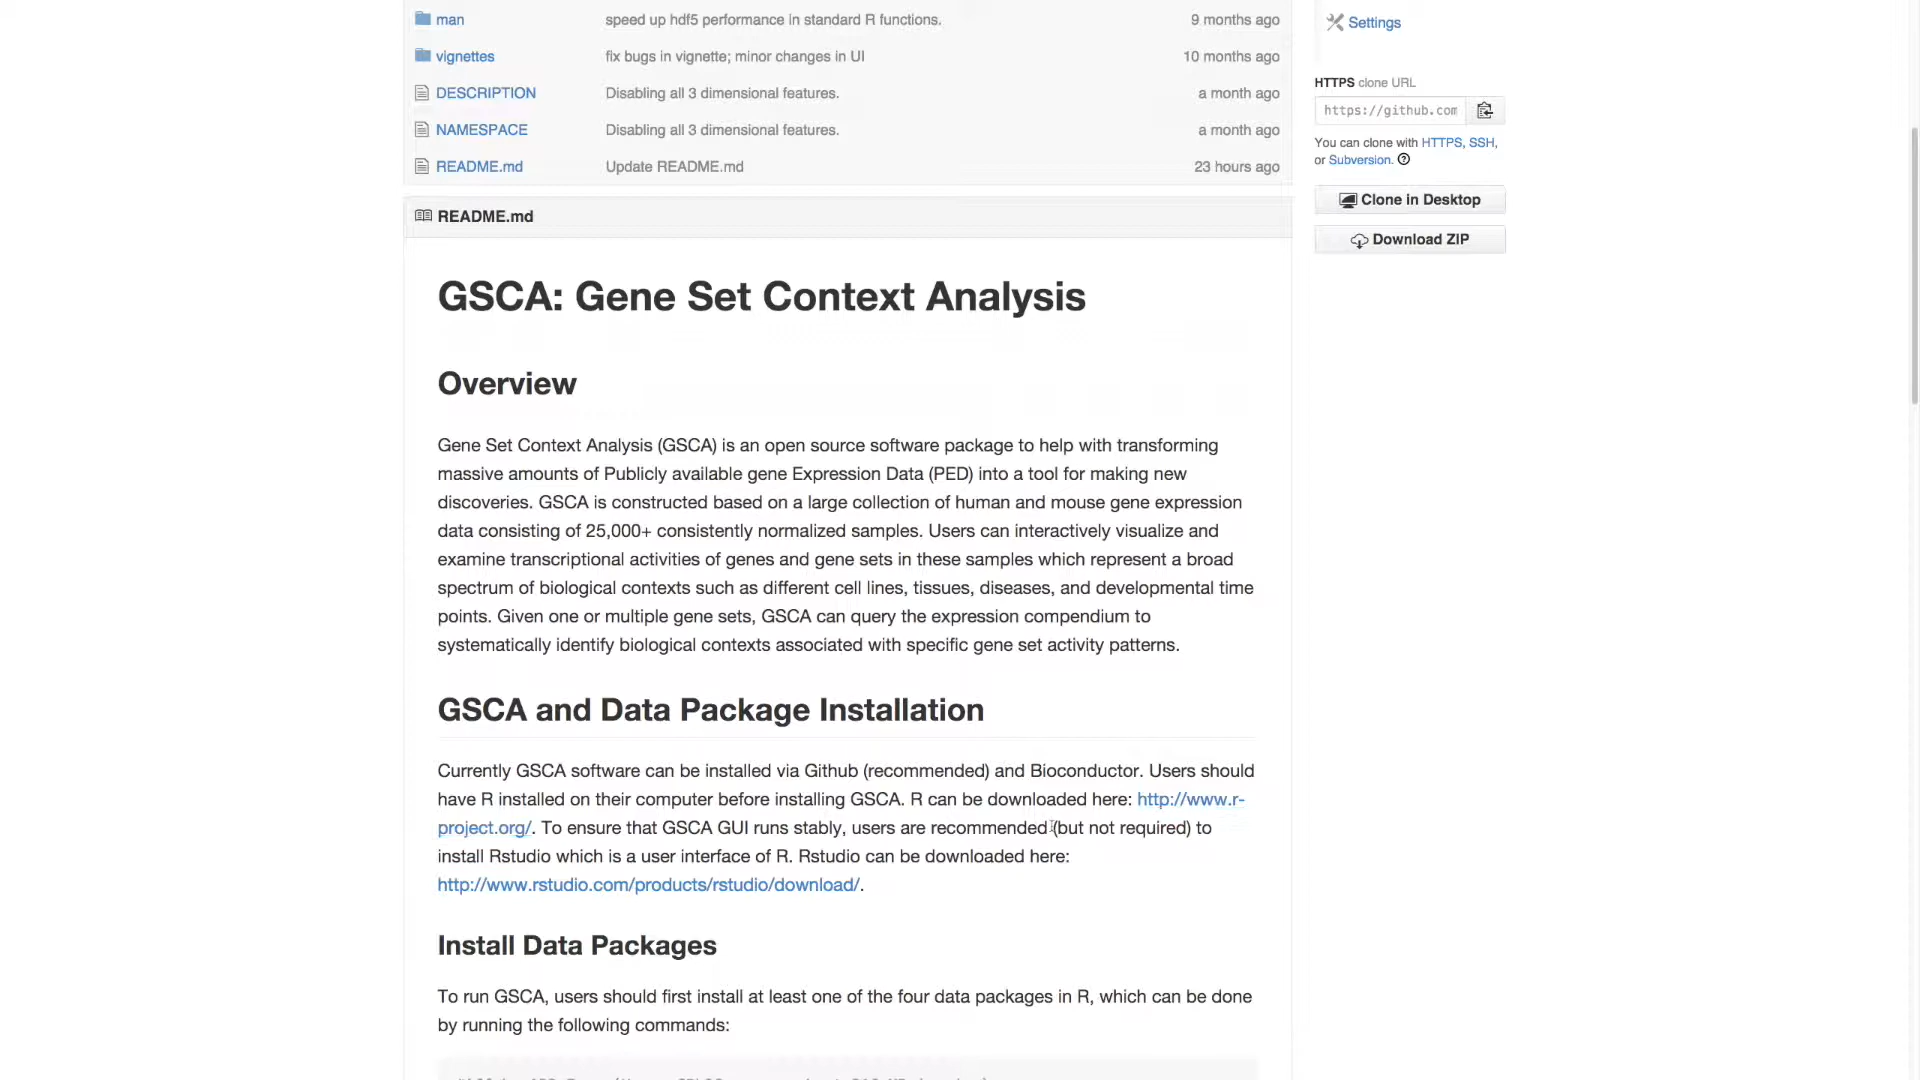 man speed up hdf5 performance in standard R functions. 9 months ago
vignettes fix bugs in vignette; minor changes in UI 10 months ago
DESCRIPTION Disabling all 3 dimensional features. a month ago
NAMESPACE Disabling all 3 dimensional features. a month ago
README.md Update README.md 23 hours ago
Settings
HTTPS clone URL
https://github.com
You can clone with HTTPS, SSH,
or Subversion.
Clone in Desktop
Download ZIP
README.md
GSCA: Gene Set Context Analysis
Overview
Gene Set Context Analysis (GSCA) is an open source software package to help with transforming
massive amounts of Publicly available gene Expression Data (PED) into a tool for making new
discoveries. GSCA is constructed based on a large collection of human and mouse gene expression
data consisting of 25,000+ consistently normalized samples. Users can interactively visualize and
examine transcriptional activities of genes and gene sets in these samples which represent a broad
spectrum of biological contexts such as different cell lines, tissues, diseases, and developmental time
points. Given one or multiple gene sets, GSCA can query the expression compendium to
systematically identify biological contexts associated with specific gene set activity patterns.
GSCA and Data Package Installation
Currently GSCA software can be installed via Github (recommended) and Bioconductor. Users should
have R installed on their computer before installing GSCA. R can be downloaded here: http://www.r-
project.org/. To ensure that GSCA GUI runs stably, users are recommended (but not required) to
install Rstudio which is a user interface of R. Rstudio can be downloaded here:
http://www.rstudio.com/products/rstudio/download/.
Install Data Packages
To run GSCA, users should first install at least one of the four data packages in R, which can be done
by running the following commands: